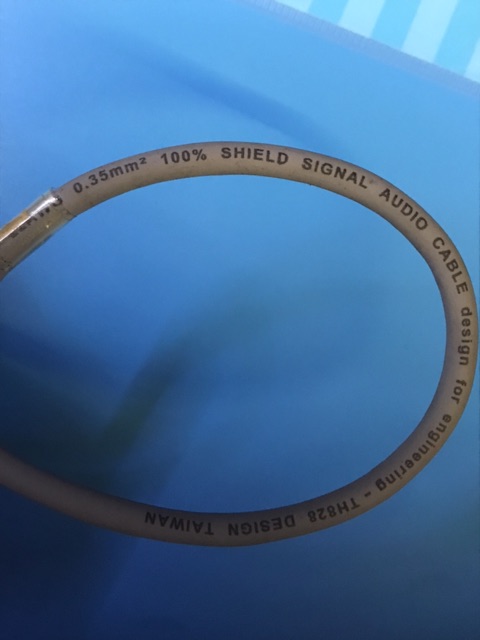 0.35mm² 100% SHIELD SIGNAL AUDIO CABLE design for engineering - TH828 DESIGN TAIWAN